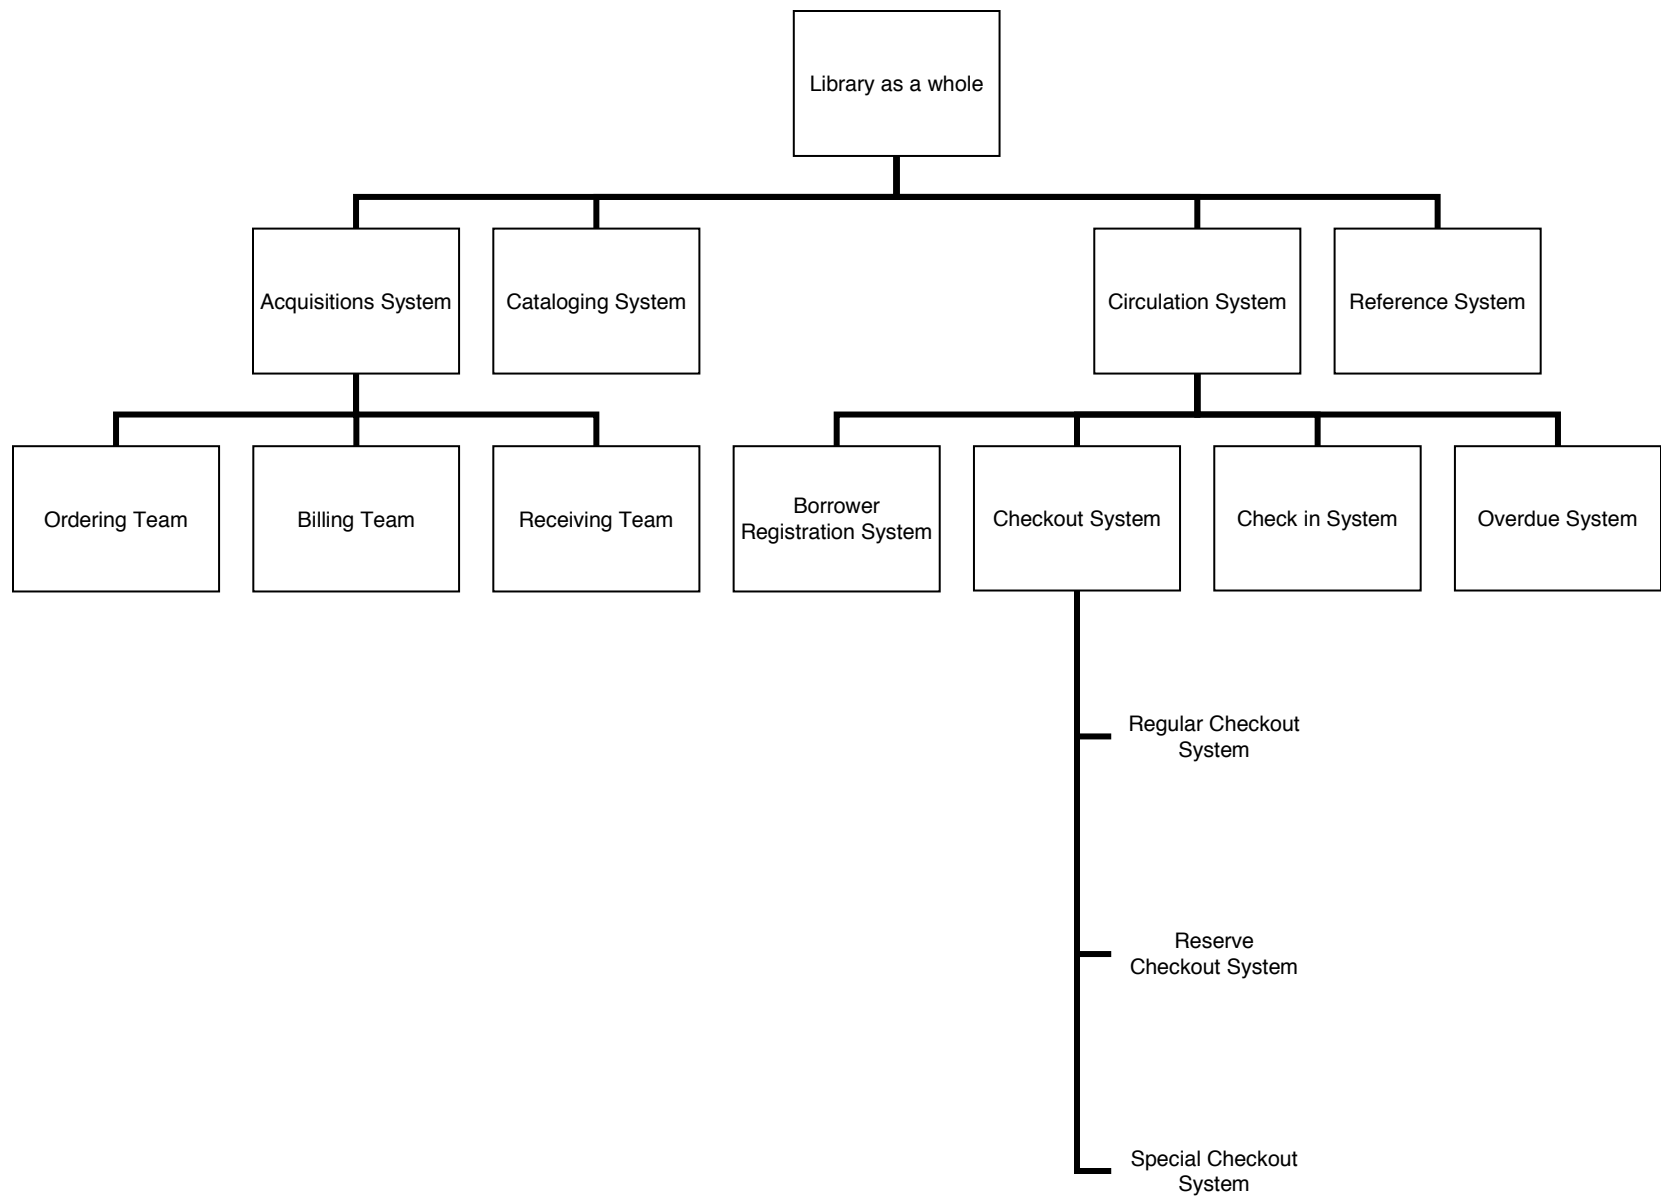 Library as a whole
Acquisitions System
Cataloging System
Circulation System
Reference System
Ordering Team
Billing Team
Receiving Team
Borrower
Registration System
Checkout System
Check in System
Overdue System
Regular Checkout
System
Reserve
Checkout System
Special Checkout
System